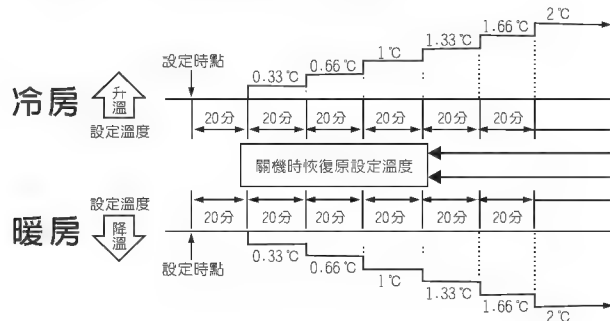 2℃
1.66℃
1.33℃
1℃
0.66℃
0.33℃
設定時點
冷房
升溫
設定溫度
20分 20分 20分 20分 20分 20分
關機時恢復原設定溫度
設定溫度
20分 20分 20分 20分 20分 20分
暖房
降溫
設定時點
0.33℃
0.66℃
1℃
1.33℃
1.66℃
2℃